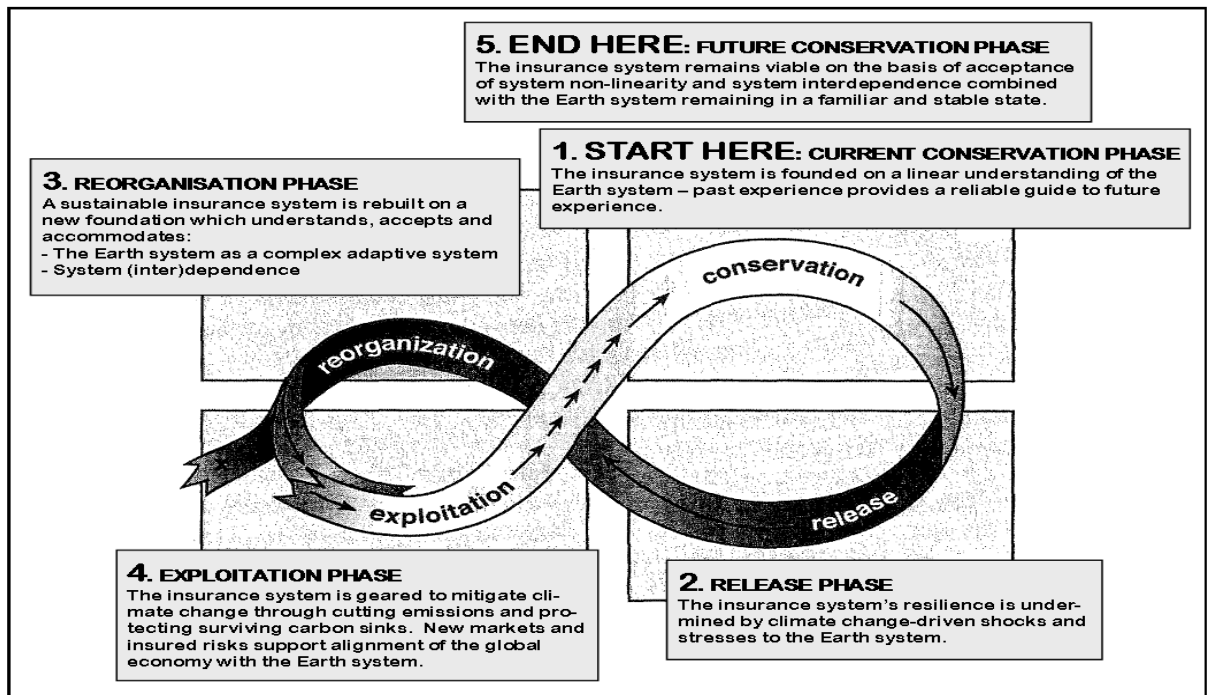 5. END HERE: FUTURE CONSERVATION PHASE
The insurance system remains viable on the basis of acceptance
of system non-linearity and system interdependence combined
with the Earth system remaining in a familiar and stable state.
1. START HERE: CURRENT CONSERVATION PHASE
The insurance system is founded on a linear understanding of the
Earth system – past experience provides a reliable guide to future
experience.
3. REORGANISATION PHASE
A sustainable insurance system is rebuilt on a
new foundation which understands, accepts and
accommodates:
- The Earth system as a complex adaptive system
- System (inter)dependence
conservation
reorganization
exploitation
release
4. EXPLOITATION PHASE
The insurance system is geared to mitigate cli-
mate change through cutting emissions and pro-
tecting surviving carbon sinks. New markets and
insured risks support alignment of the global
economy with the Earth system.
2. RELEASE PHASE
The insurance system's resilience is under-
mined by climate change-driven shocks and
stresses to the Earth system.